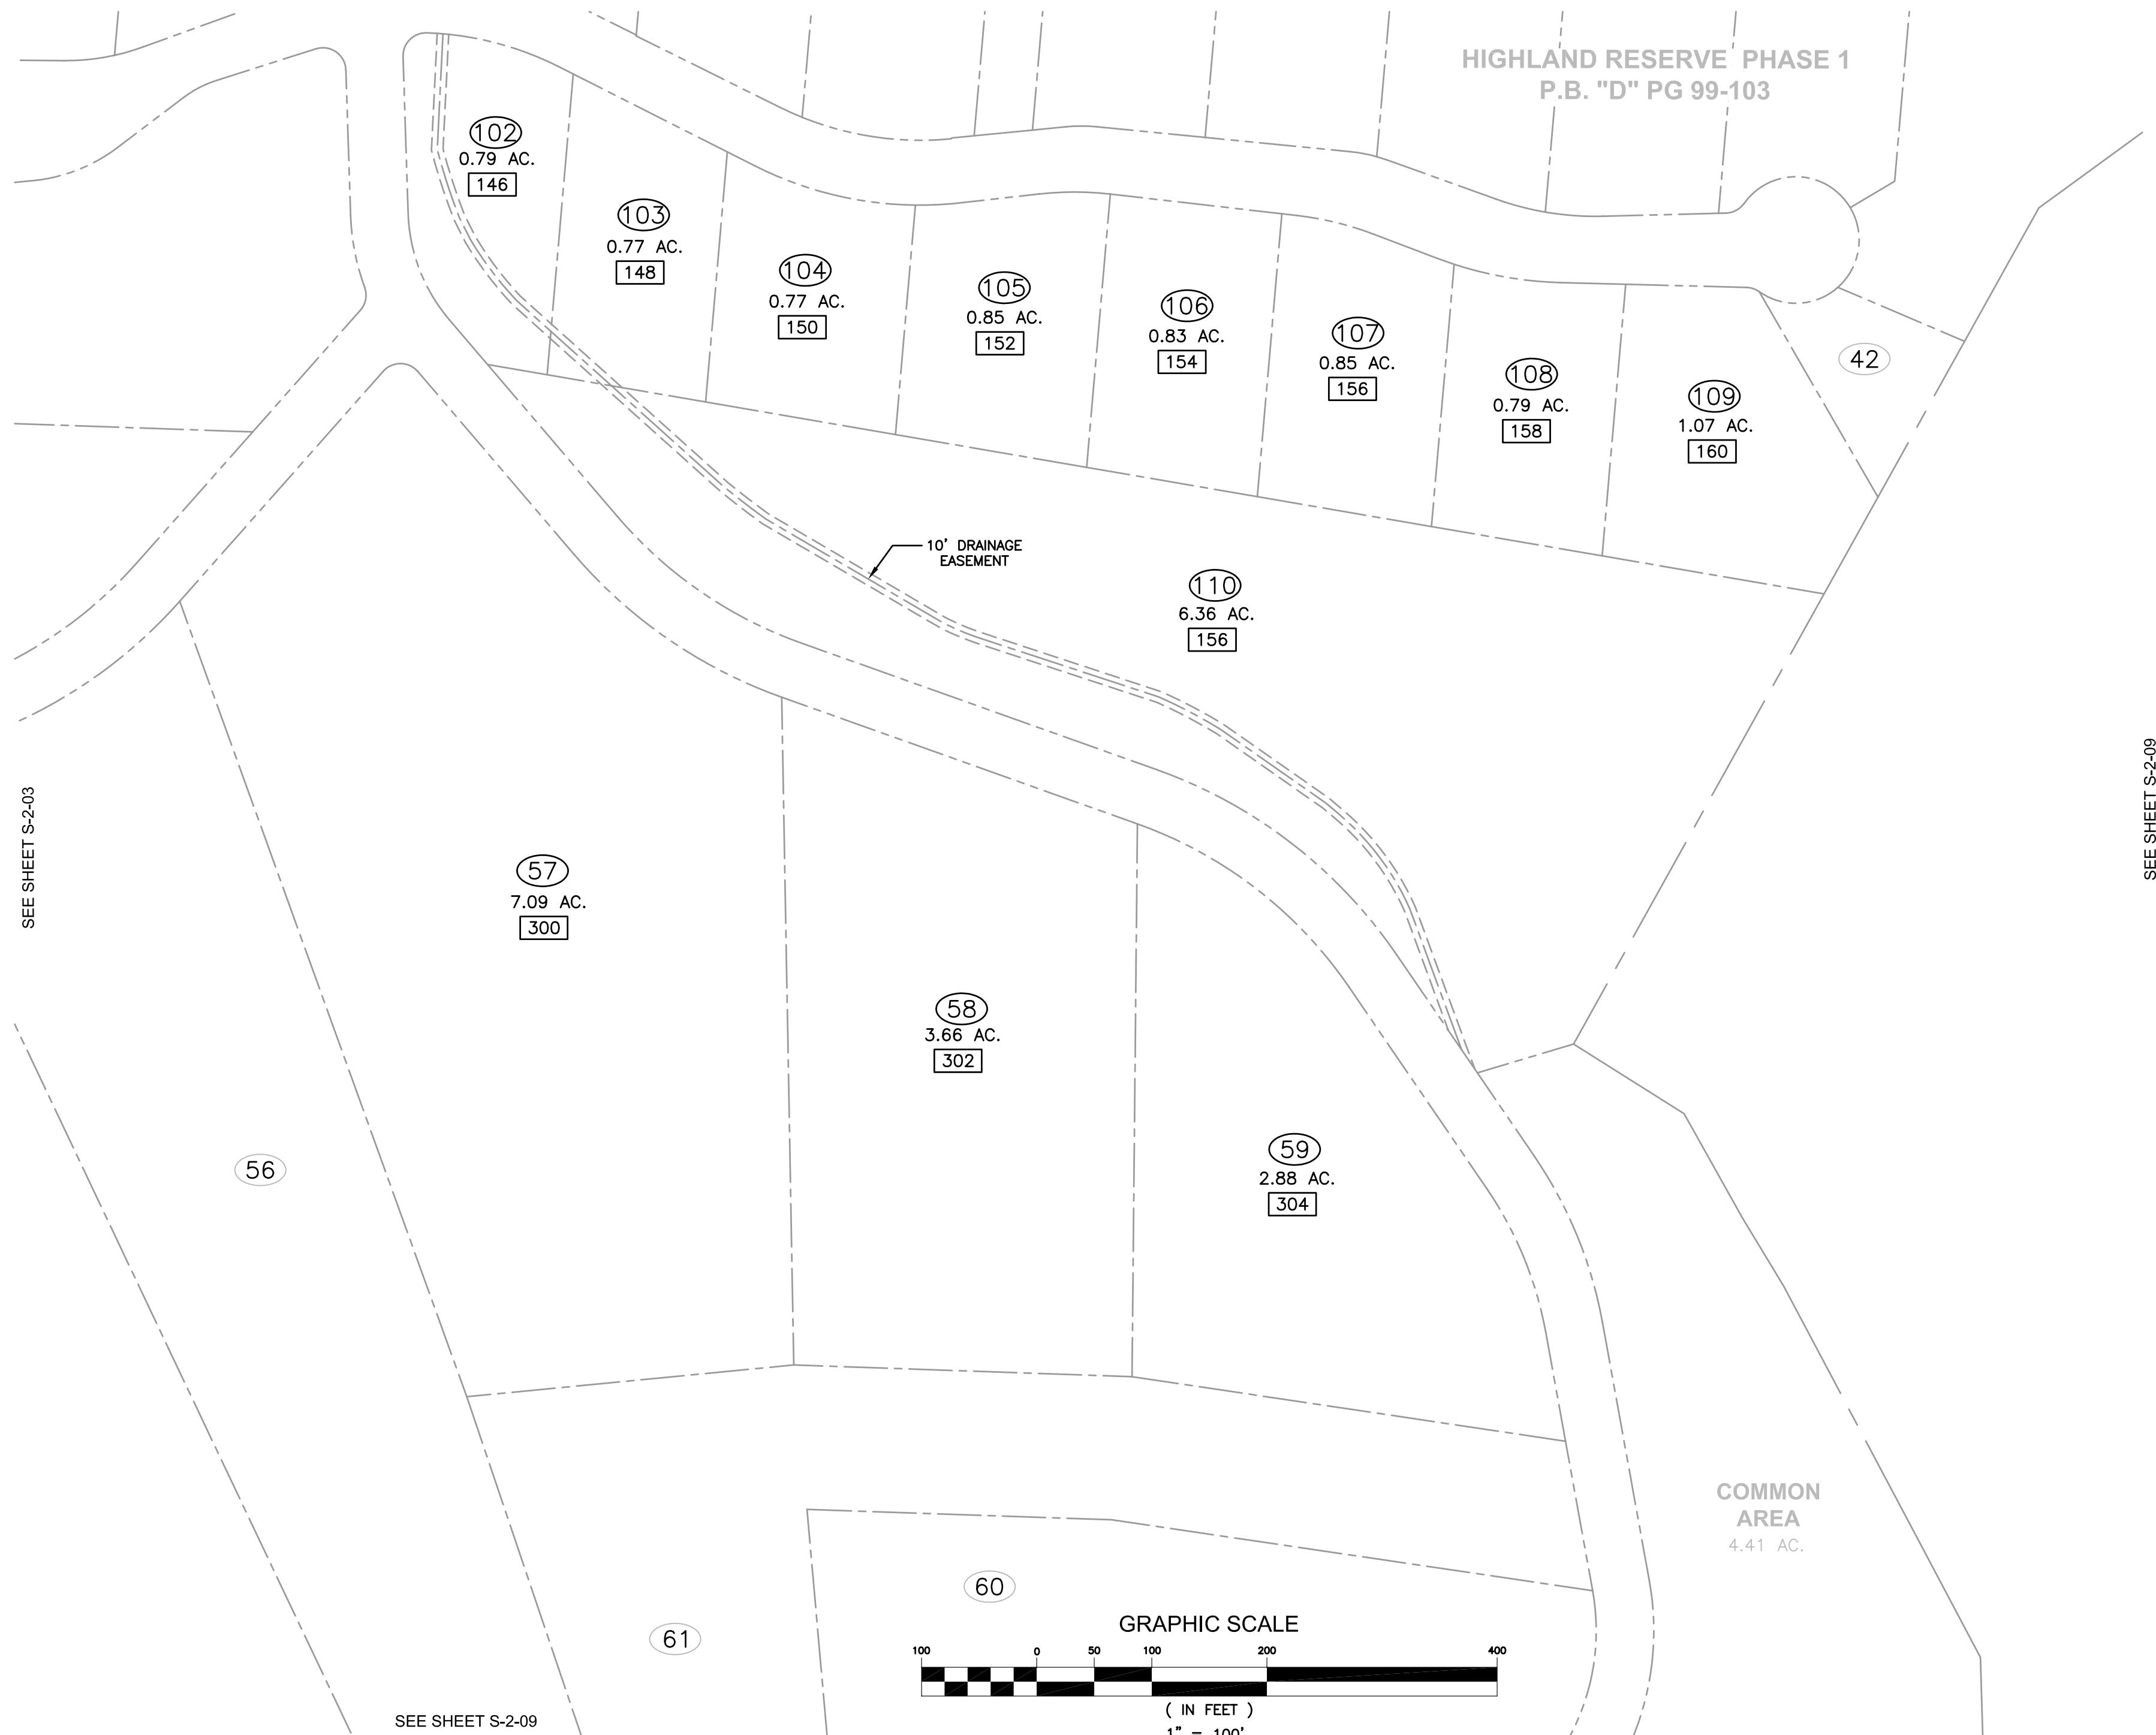 HIGHLAND RESERVE PHASE 1
P.B. "D" PG 99-103
102
0.79 AC.
146
103
0.77 AC.
148
104
0.77 AC.
150
105
0.85 AC.
152
106
0.83 AC.
154
107
0.85 AC.
156
108
0.79 AC.
158
109
1.07 AC.
160
42
10' DRAINAGE
EASEMENT
110
6.36 AC.
156
SEE SHEET S-2-03
SEE SHEET S-2-09
57
7.09 AC.
300
58
3.66 AC.
302
59
2.88 AC.
304
56
COMMON
AREA
4.41 AC.
60
61
GRAPHIC SCALE
100 0 50 100 200 400
( IN FEET )
1" = 100'
SEE SHEET S-2-09